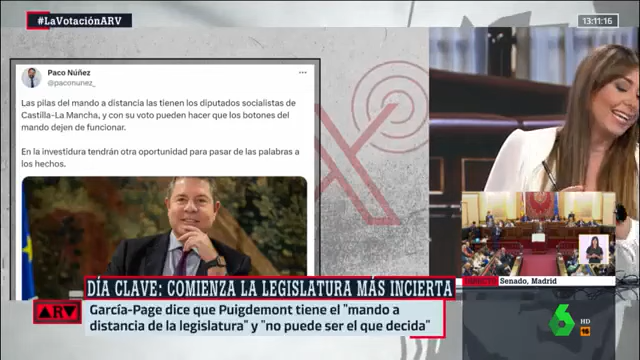 #LaVotaciónARV
13:11:16
Paco Núñez
@paconunez_
Las pilas del mando a distancia las tienen los diputados socialistas de
Castilla-La Mancha, y con su voto pueden hacer que los botones del
mando dejen de funcionar.
En la investidura tendrán otra oportunidad para pasar de las palabras a
los hechos.
DIRECTO
Senado, Madrid
DÍA CLAVE: COMIENZA LA LEGISLATURA MÁS INCIERTA
ARV
García-Page dice que Puigdemont tiene el "mando a
distancia de la legislatura" y "no puede ser el que decida"
6
HD
16